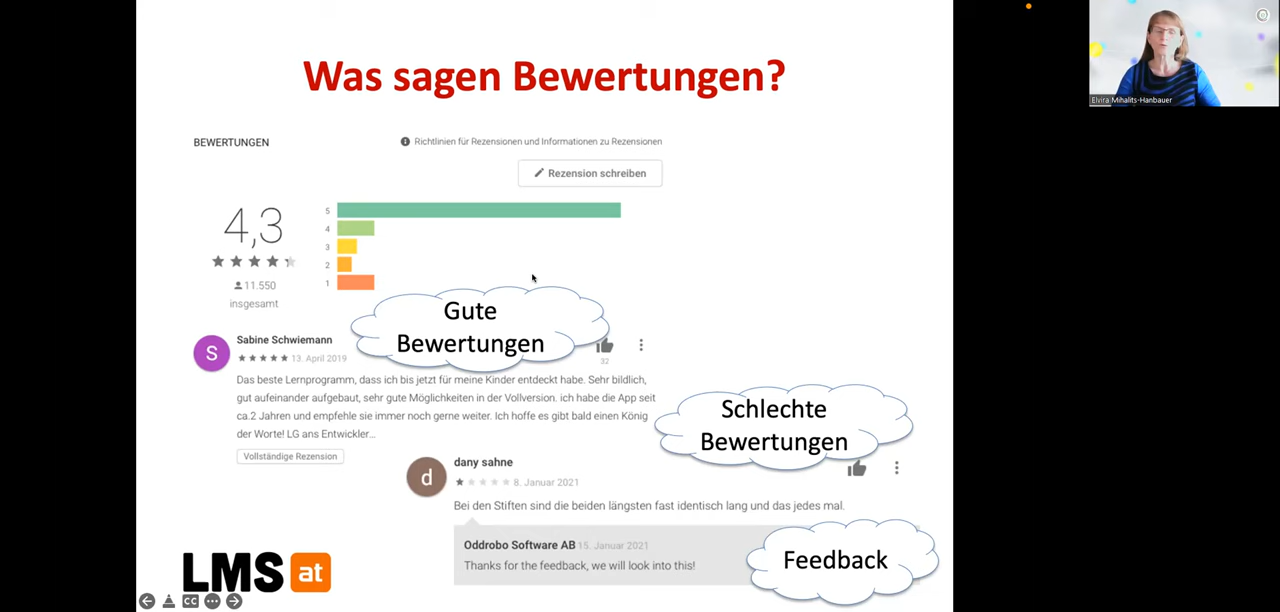 Was sagen Bewertungen?
Elvira Mihalits-Hanbauer
BEWERTUNGEN
Richtlinien für Rezensionen und Informationen zu Rezensionen
Rezension schreiben
4,3
11.550
insgesamt
5
4
3
2
1
Gute
Bewertungen
S
Sabine Schwiemann
13. April 2019
32
Das beste Lernprogramm, dass ich bis jetzt für meine Kinder entdeckt habe. Sehr bildlich,
gut aufeinander aufgebaut, sehr gute Möglichkeiten in der Vollversion. ich habe die App seit
ca.2 Jahren und empfehle sie immer noch gerne weiter. Ich hoffe es gibt bald einen König
der Worte! LG ans Entwickler...
Vollständige Rezension
Schlechte
Bewertungen
d
dany sahne
8. Januar 2021
Bei den Stiften sind die beiden längsten fast identisch lang und das jedes mal.
Oddrobo Software AB 15. Januar 2021
Thanks for the feedback, we will look into this!
Feedback
LMS at
CC